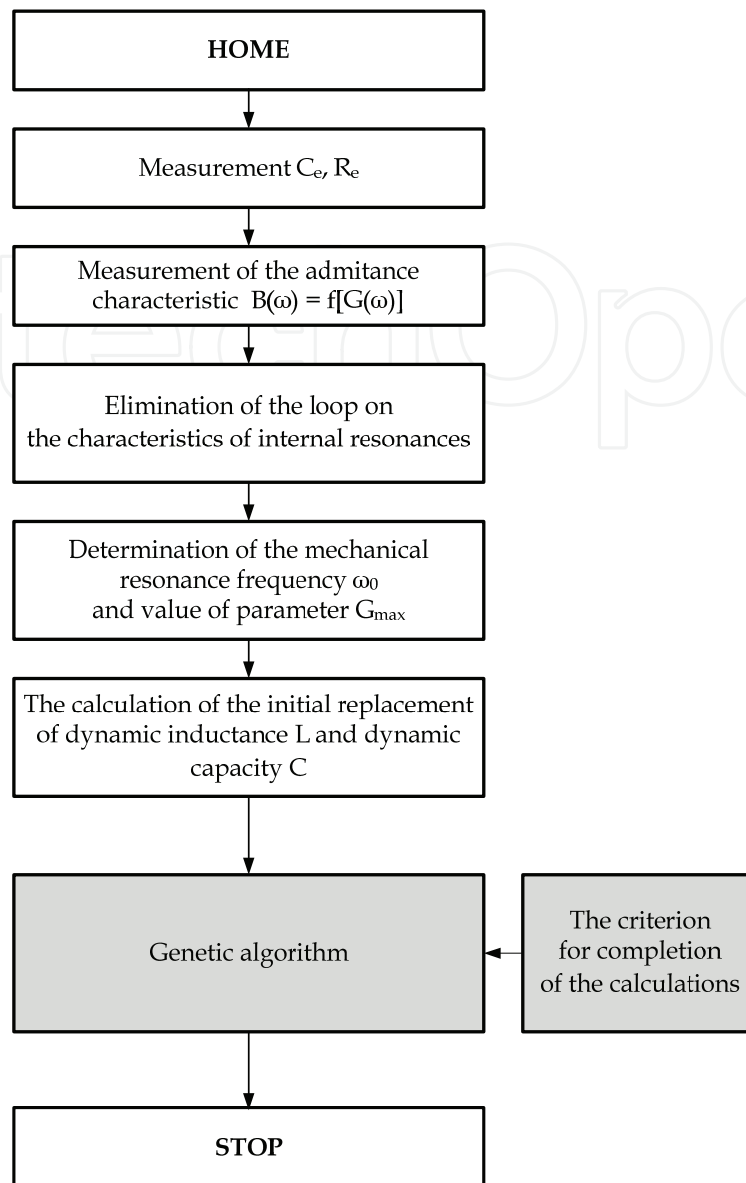 HOME
Measurement Cₑ, Rₑ
Measurement of the admitance
characteristic B(ω) = f[G(ω)]
Elimination of the loop on
the characteristics of internal resonances
Determination of the mechanical
resonance frequency ω₀
and value of parameter Gₘₐₓ
The calculation of the initial replacement
of dynamic inductance L and dynamic
capacity C
Genetic algorithm
The criterion
for completion
of the calculations
STOP